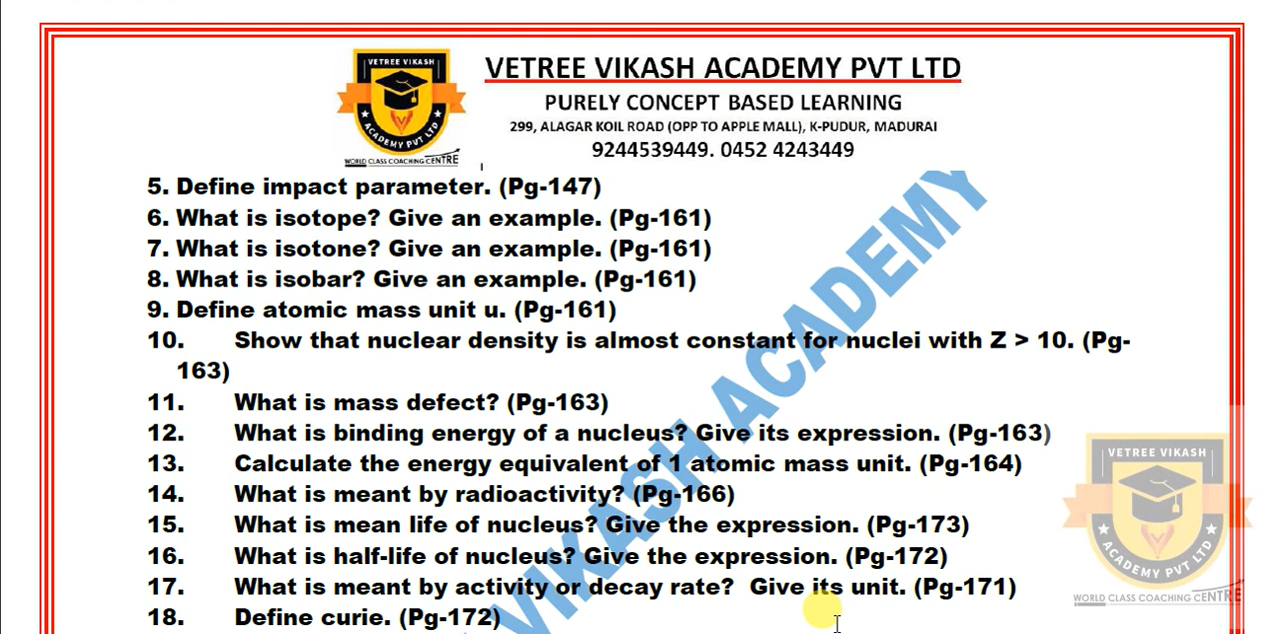 VETREE VIKASH
ACADEMY PVT LTD
WORLD CLASS COACHING CENTRE
VETREE VIKASH ACADEMY PVT LTD
PURELY CONCEPT BASED LEARNING
299, ALAGAR KOIL ROAD (OPP TO APPLE MALL), K-PUDUR, MADURAI
9244539449. 0452 4243449
5. Define impact parameter. (Pg-147)
6. What is isotope? Give an example. (Pg-161)
7. What is isotone? Give an example. (Pg-161)
8. What is isobar? Give an example. (Pg-161)
9. Define atomic mass unit u. (Pg-161)
10. Show that nuclear density is almost constant for nuclei with Z > 10. (Pg-
163)
11. What is mass defect? (Pg-163)
12. What is binding energy of a nucleus? Give its expression. (Pg-163)
13. Calculate the energy equivalent of 1 atomic mass unit. (Pg-164)
14. What is meant by radioactivity? (Pg-166)
15. What is mean life of nucleus? Give the expression. (Pg-173)
16. What is half-life of nucleus? Give the expression. (Pg-172)
17. What is meant by activity or decay rate? Give its unit. (Pg-171)
18. Define curie. (Pg-172)
VIKASH ACADEMY
VETREE VIKASH
ACADEMY PVT LTD
WORLD CLASS COACHING CENTRE